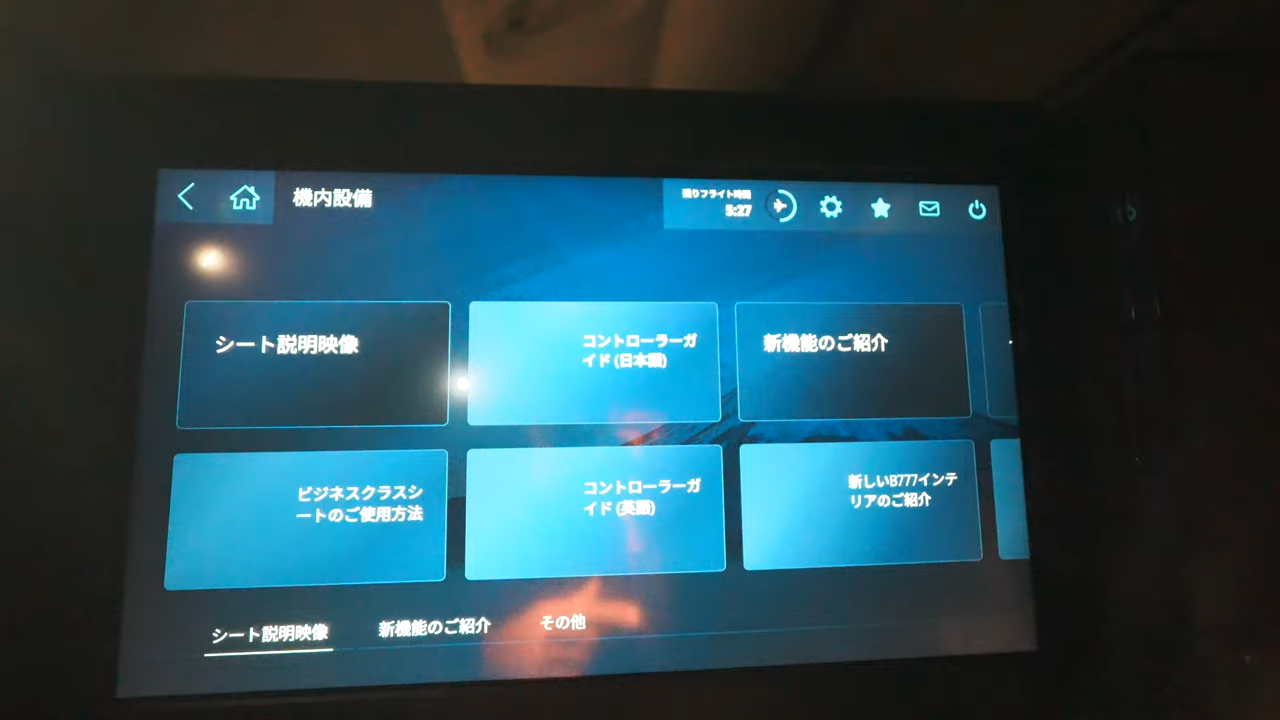 機内設備
残りフライト時間
5:27
シート説明映像
コントローラーガ
イド (日本語)
新機能のご紹介
ビジネスクラスシ
ートのご使用方法
コントローラーガ
イド (英語)
新しいB777インテ
リアのご紹介
シート説明映像
新機能のご紹介
その他